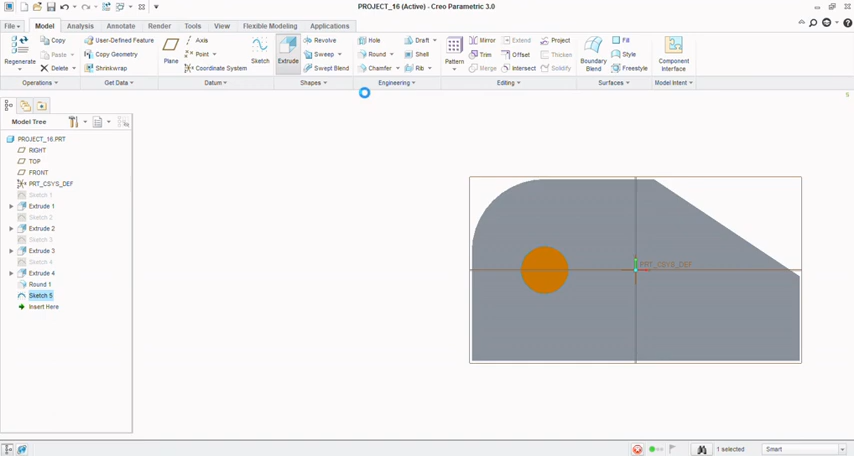 PROJECT_16 (Active) - Creo Parametric 3.0
File Model Analysis Annotate Render Tools View Flexible Modeling Applications
Regenerate Copy Paste Delete User-Defined Feature Copy Geometry Shrinkwrap Plane Axis Point Coordinate System Sketch Extrude Revolve Sweep Swept Blend Hole Round Chamfer Draft Shell Rib Pattern Mirror Trim Merge Extend Offset Intersect Project Thicken Solidify Boundary Blend Fill Style Freestyle Component Interface
Operations Get Data Datum Shapes Engineering Editing Surfaces Model Intent
Model Tree
PROJECT_16.PRT
RIGHT
TOP
FRONT
PRT_CSYS_DEF
Sketch 1
Extrude 1
Sketch 2
Extrude 2
Sketch 3
Extrude 3
Sketch 4
Extrude 4
Round 1
Sketch 5
Insert Here
PRT_CSYS_DEF
1 selected Smart